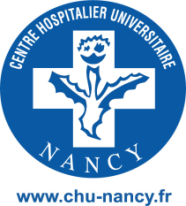 CENTRE HOSPITALIER UNIVERSITAIRE
NANCY
www.chu-nancy.fr